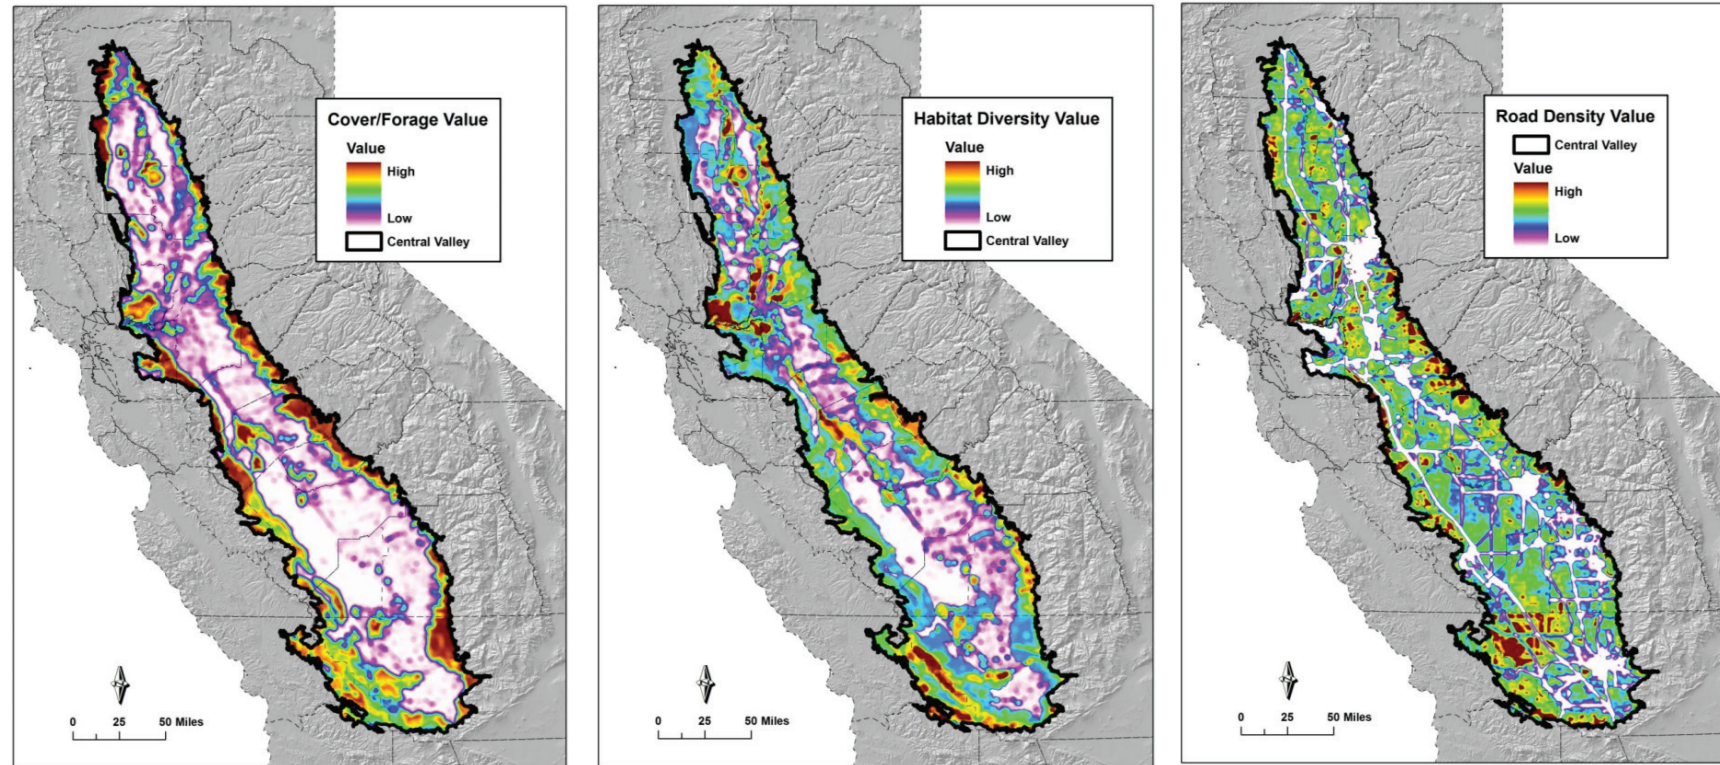 Cover/Forage Value
Value
High
Low
Central Valley
0 25 50 Miles
Habitat Diversity Value
Value
High
Low
Central Valley
0 25 50 Miles
Road Density Value
Central Valley
Value
High
Low
0 25 50 Miles